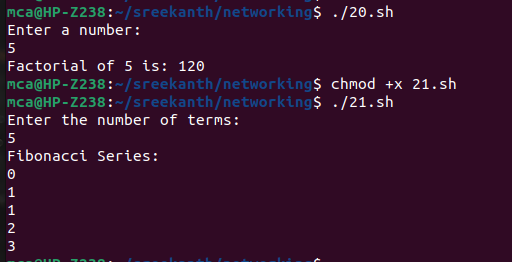 mca@HP-Z238:~/sreekanth/networking$ ./20.sh
Enter a number:
5
Factorial of 5 is: 120
mca@HP-Z238:~/sreekanth/networking$ chmod +x 21.sh
mca@HP-Z238:~/sreekanth/networking$ ./21.sh
Enter the number of terms:
5
Fibonacci Series:
0
1
1
2
3
mca@HP-Z238:~/sreekanth/networking$